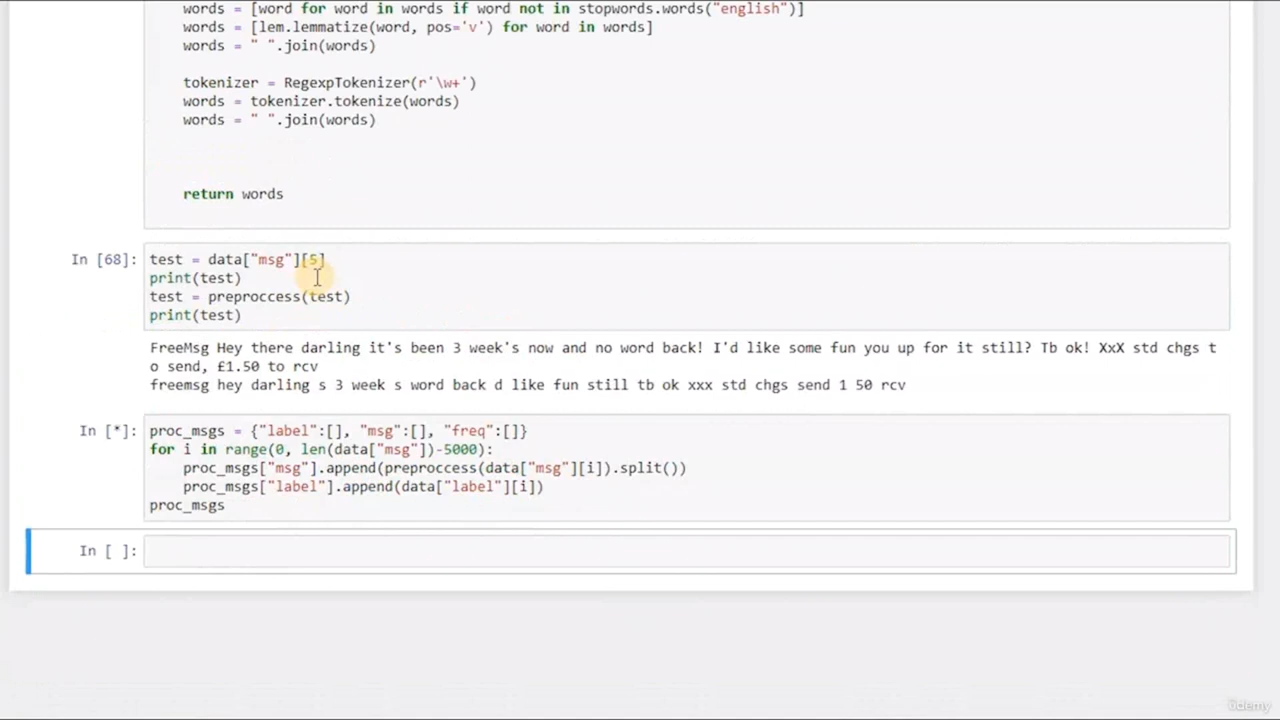 words = [word for word in words if word not in stopwords.words("english")]
words = [lem.lemmatize(word, pos='v') for word in words]
words = " ".join(words)
tokenizer = RegexpTokenizer(r'\w+')
words = tokenizer.tokenize(words)
words = " ".join(words)
return words
In [68]: test = data["msg"][5]
print(test)
test = preproccess(test)
print(test)
FreeMsg Hey there darling it's been 3 week's now and no word back! I'd like some fun you up for it still? Tb ok! XxX std chgs t
o send, £1.50 to rcv
freemsg hey darling s 3 week s word back d like fun still tb ok xxx std chgs send 1 50 rcv
In [*]: proc_msgs = {"label":[], "msg":[], "freq":[]}
for i in range(0, len(data["msg"])-5000):
proc_msgs["msg"].append(preproccess(data["msg"][i]).split())
proc_msgs["label"].append(data["label"][i])
proc_msgs
In [ ]:
ûdemy